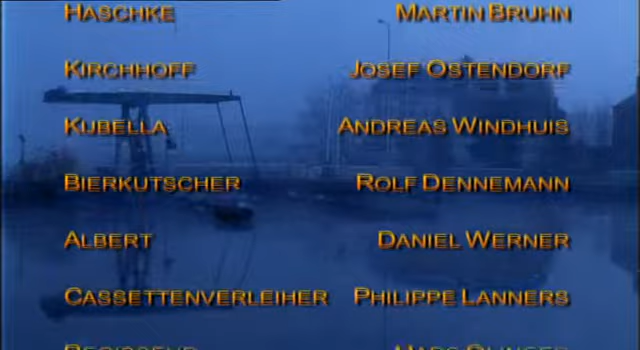 HASCHKE MARTIN BRUHN
KIRCHHOFF JOSEF OSTENDORF
KUBELLA ANDREAS WINDHUIS
BIERKUTSCHER ROLF DENNEMANN
ALBERT DANIEL WERNER
CASSETTENVERLEIHER PHILIPPE LANNERS